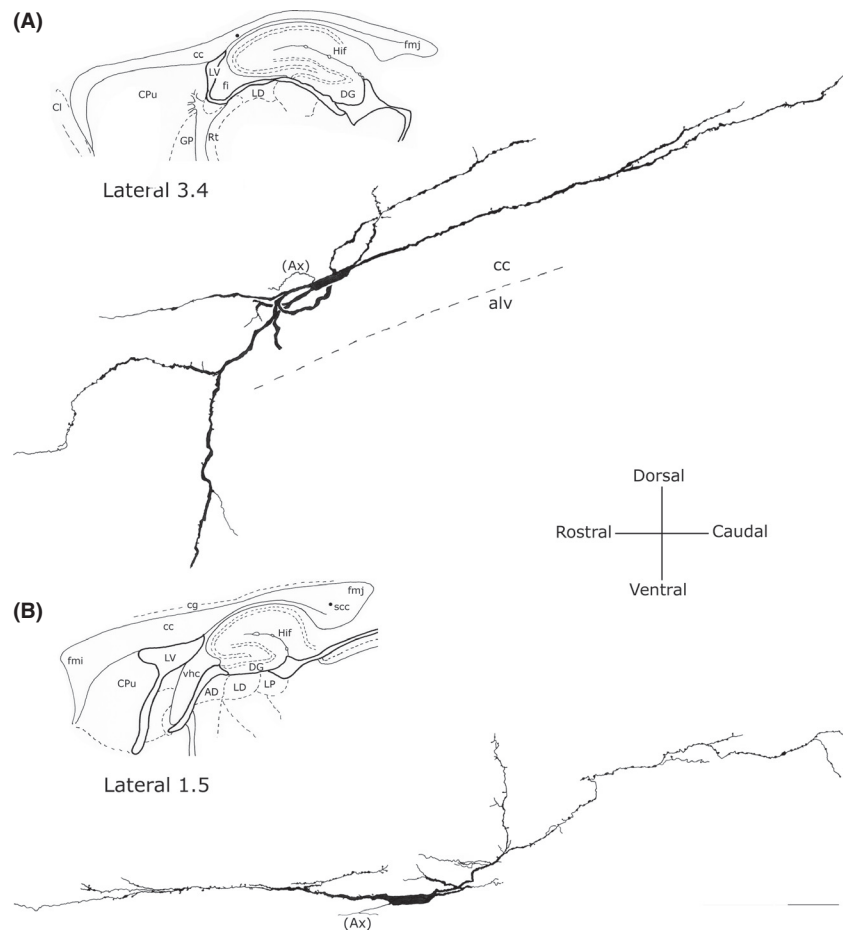 (A)
cc
Hif
fmj
LV
fi
CPu
LD
DG
Cl
GP
Rt
Lateral 3.4
(Ax)
cc
alv
Dorsal
Rostral
Caudal
Ventral
(B)
cg
fmj
scc
cc
Hif
fmi
LV
vhc
DG
CPu
AD
LD
LP
Lateral 1.5
(Ax)